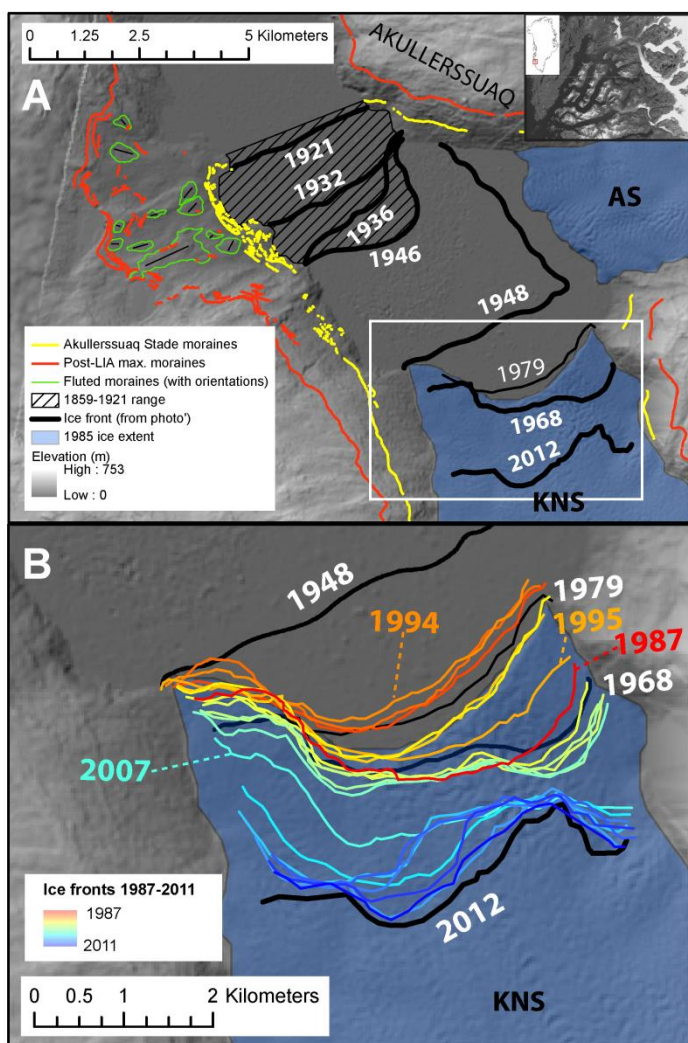 0 1.25 2.5 5 Kilometers
A
AKULLERSSUAQ
1921
1932
1936
1946
1948
AS
1979
1968
2012
KNS
Akullerssuaq Stade moraines
Post-LIA max. moraines
Fluted moraines (with orientations)
1859-1921 range
Ice front (from photo')
1985 ice extent
Elevation (m)
High : 753
Low : 0
B
1948
1979
1994
1995
1987
1968
2007
2012
Ice fronts 1987-2011
1987
2011
0 0.5 1 2 Kilometers
KNS